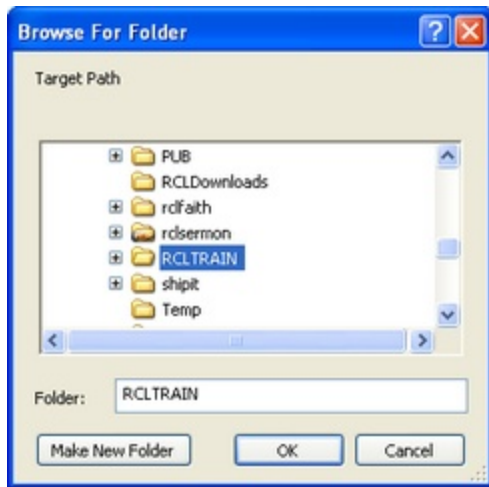 Browse For Folder
Target Path
PUB
RCLDownloads
rclfaith
rclsermon
RCLTRAIN
shipit
Temp
Folder: RCLTRAIN
Make New Folder OK Cancel